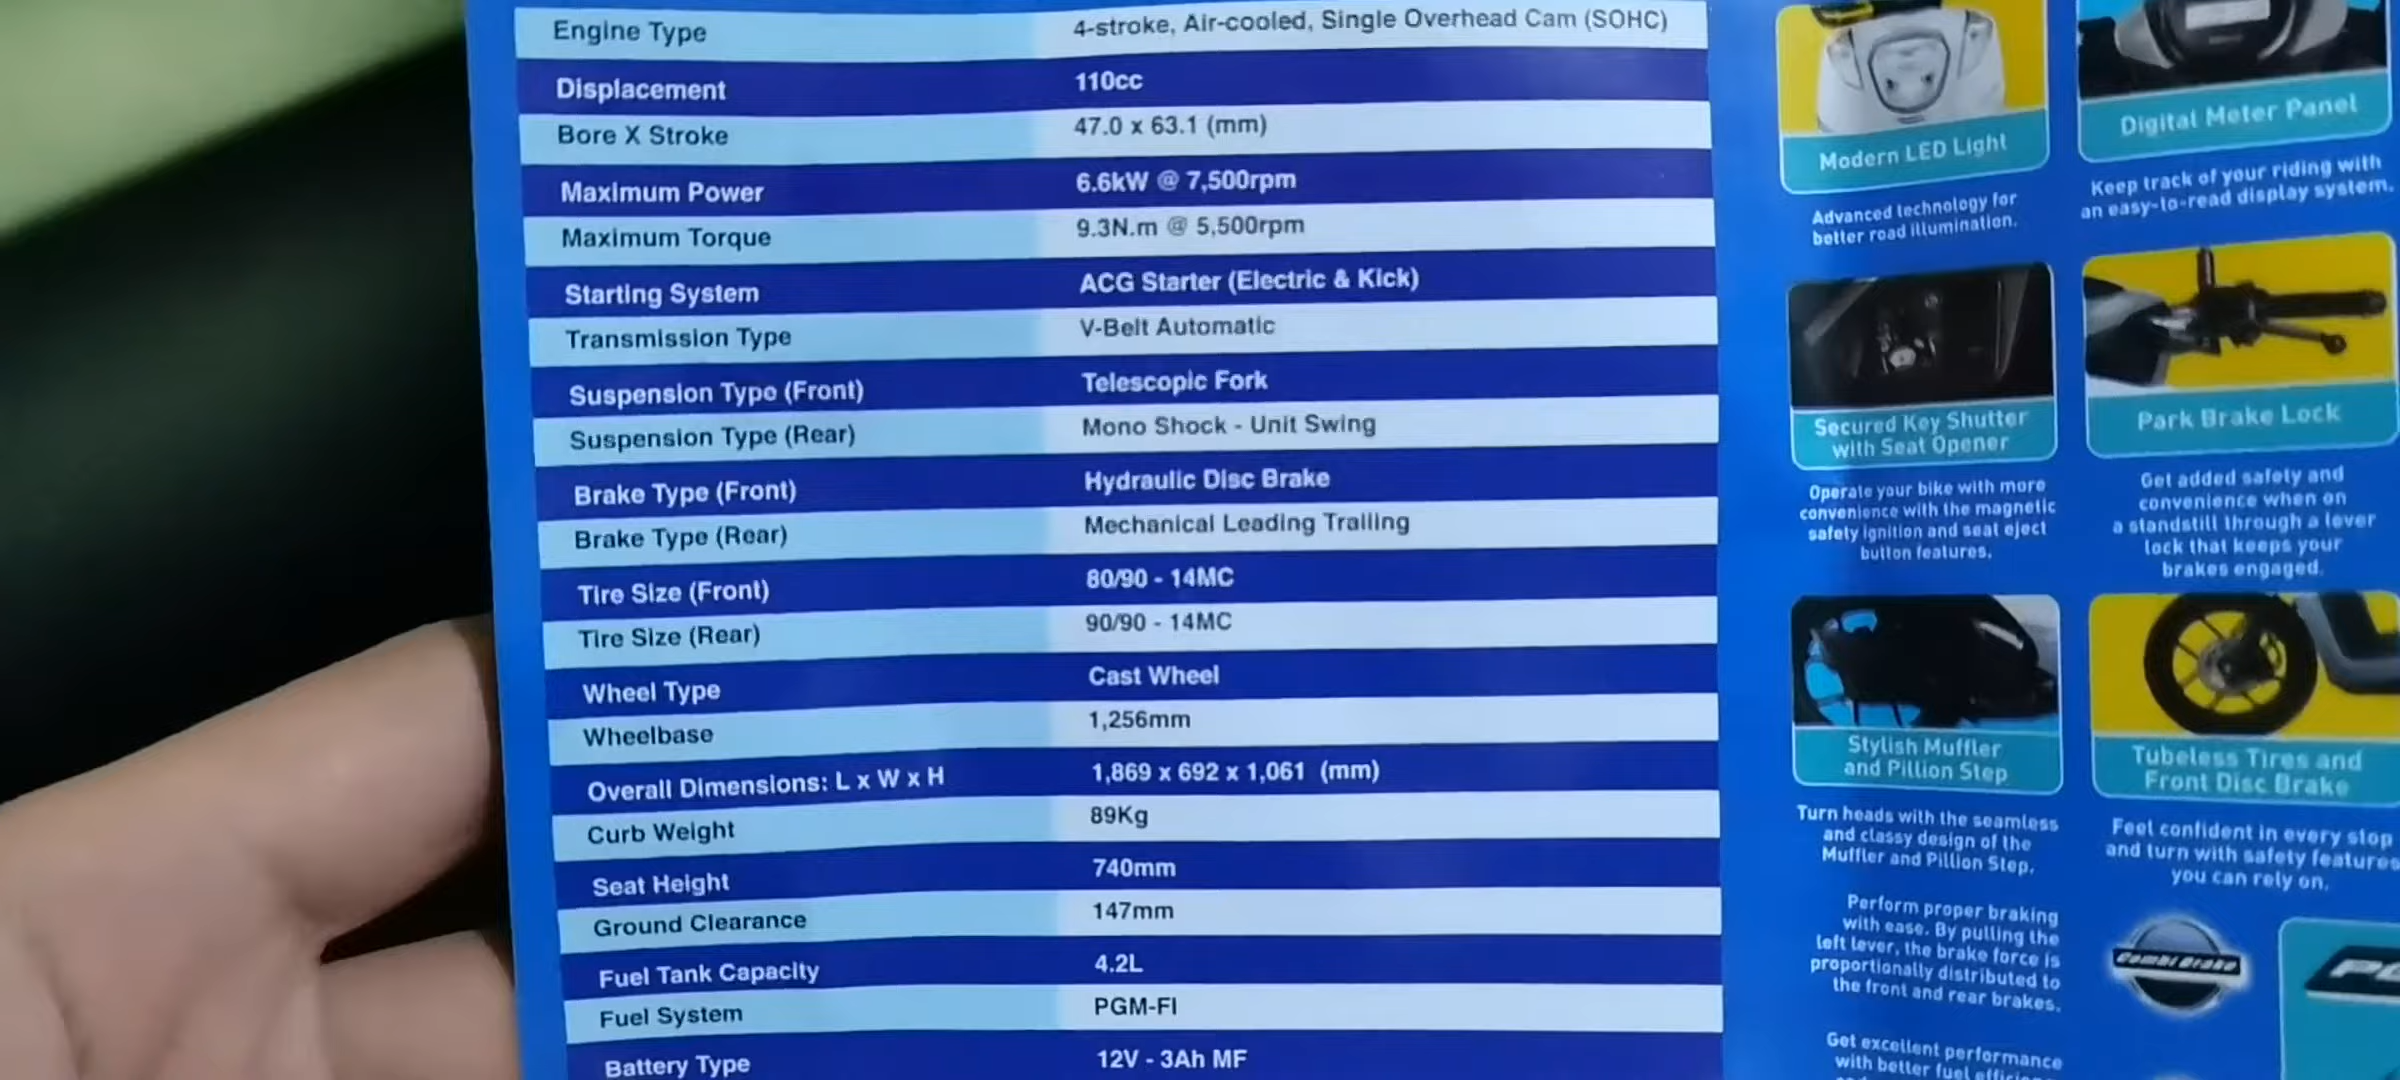 Engine Type 4-stroke, Air-cooled, Single Overhead Cam (SOHC)
Displacement 110cc
Bore X Stroke 47.0 x 63.1 (mm)
Maximum Power 6.6kW @ 7,500rpm
Maximum Torque 9.3N.m @ 5,500rpm
Starting System ACG Starter (Electric & Kick)
Transmission Type V-Belt Automatic
Suspension Type (Front) Telescopic Fork
Suspension Type (Rear) Mono Shock - Unit Swing
Brake Type (Front) Hydraulic Disc Brake
Brake Type (Rear) Mechanical Leading Trailing
Tire Size (Front) 80/90 - 14MC
Tire Size (Rear) 90/90 - 14MC
Wheel Type Cast Wheel
Wheelbase 1,256mm
Overall Dimensions: L x W x H 1,869 x 692 x 1,061 (mm)
Curb Weight 89Kg
Seat Height 740mm
Ground Clearance 147mm
Fuel Tank Capacity 4.2L
Fuel System PGM-FI
Battery Type 12V - 3Ah MF
Modern LED Light
Advanced technology for
better road illumination.
Digital Meter Panel
Keep track of your riding with
an easy-to-read display system.
Secured Key Shutter
with Seat Opener
Operate your bike with more
convenience with the magnetic
safety ignition and seat eject
button features.
Park Brake Lock
Get added safety and
convenience when on
a standstill through a lever
lock that keeps your
brakes engaged.
Stylish Muffler
and Pillion Step
Turn heads with the seamless
and classy design of the
Muffler and Pillion Step.
Tubeless Tires and
Front Disc Brake
Feel confident in every stop
and turn with safety features
you can rely on.
Perform proper braking
with ease. By pulling the
left lever, the brake force is
proportionally distributed to
the front and rear brakes.
Combi Brake
Get excellent performance
with better fuel